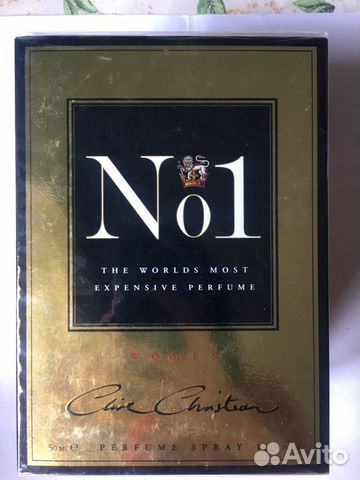 No1
THE WORLDS MOST
EXPENSIVE PERFUME
WOMEN
Clive Christian
50 ml ℮ PERFUME SPRAY
Avito